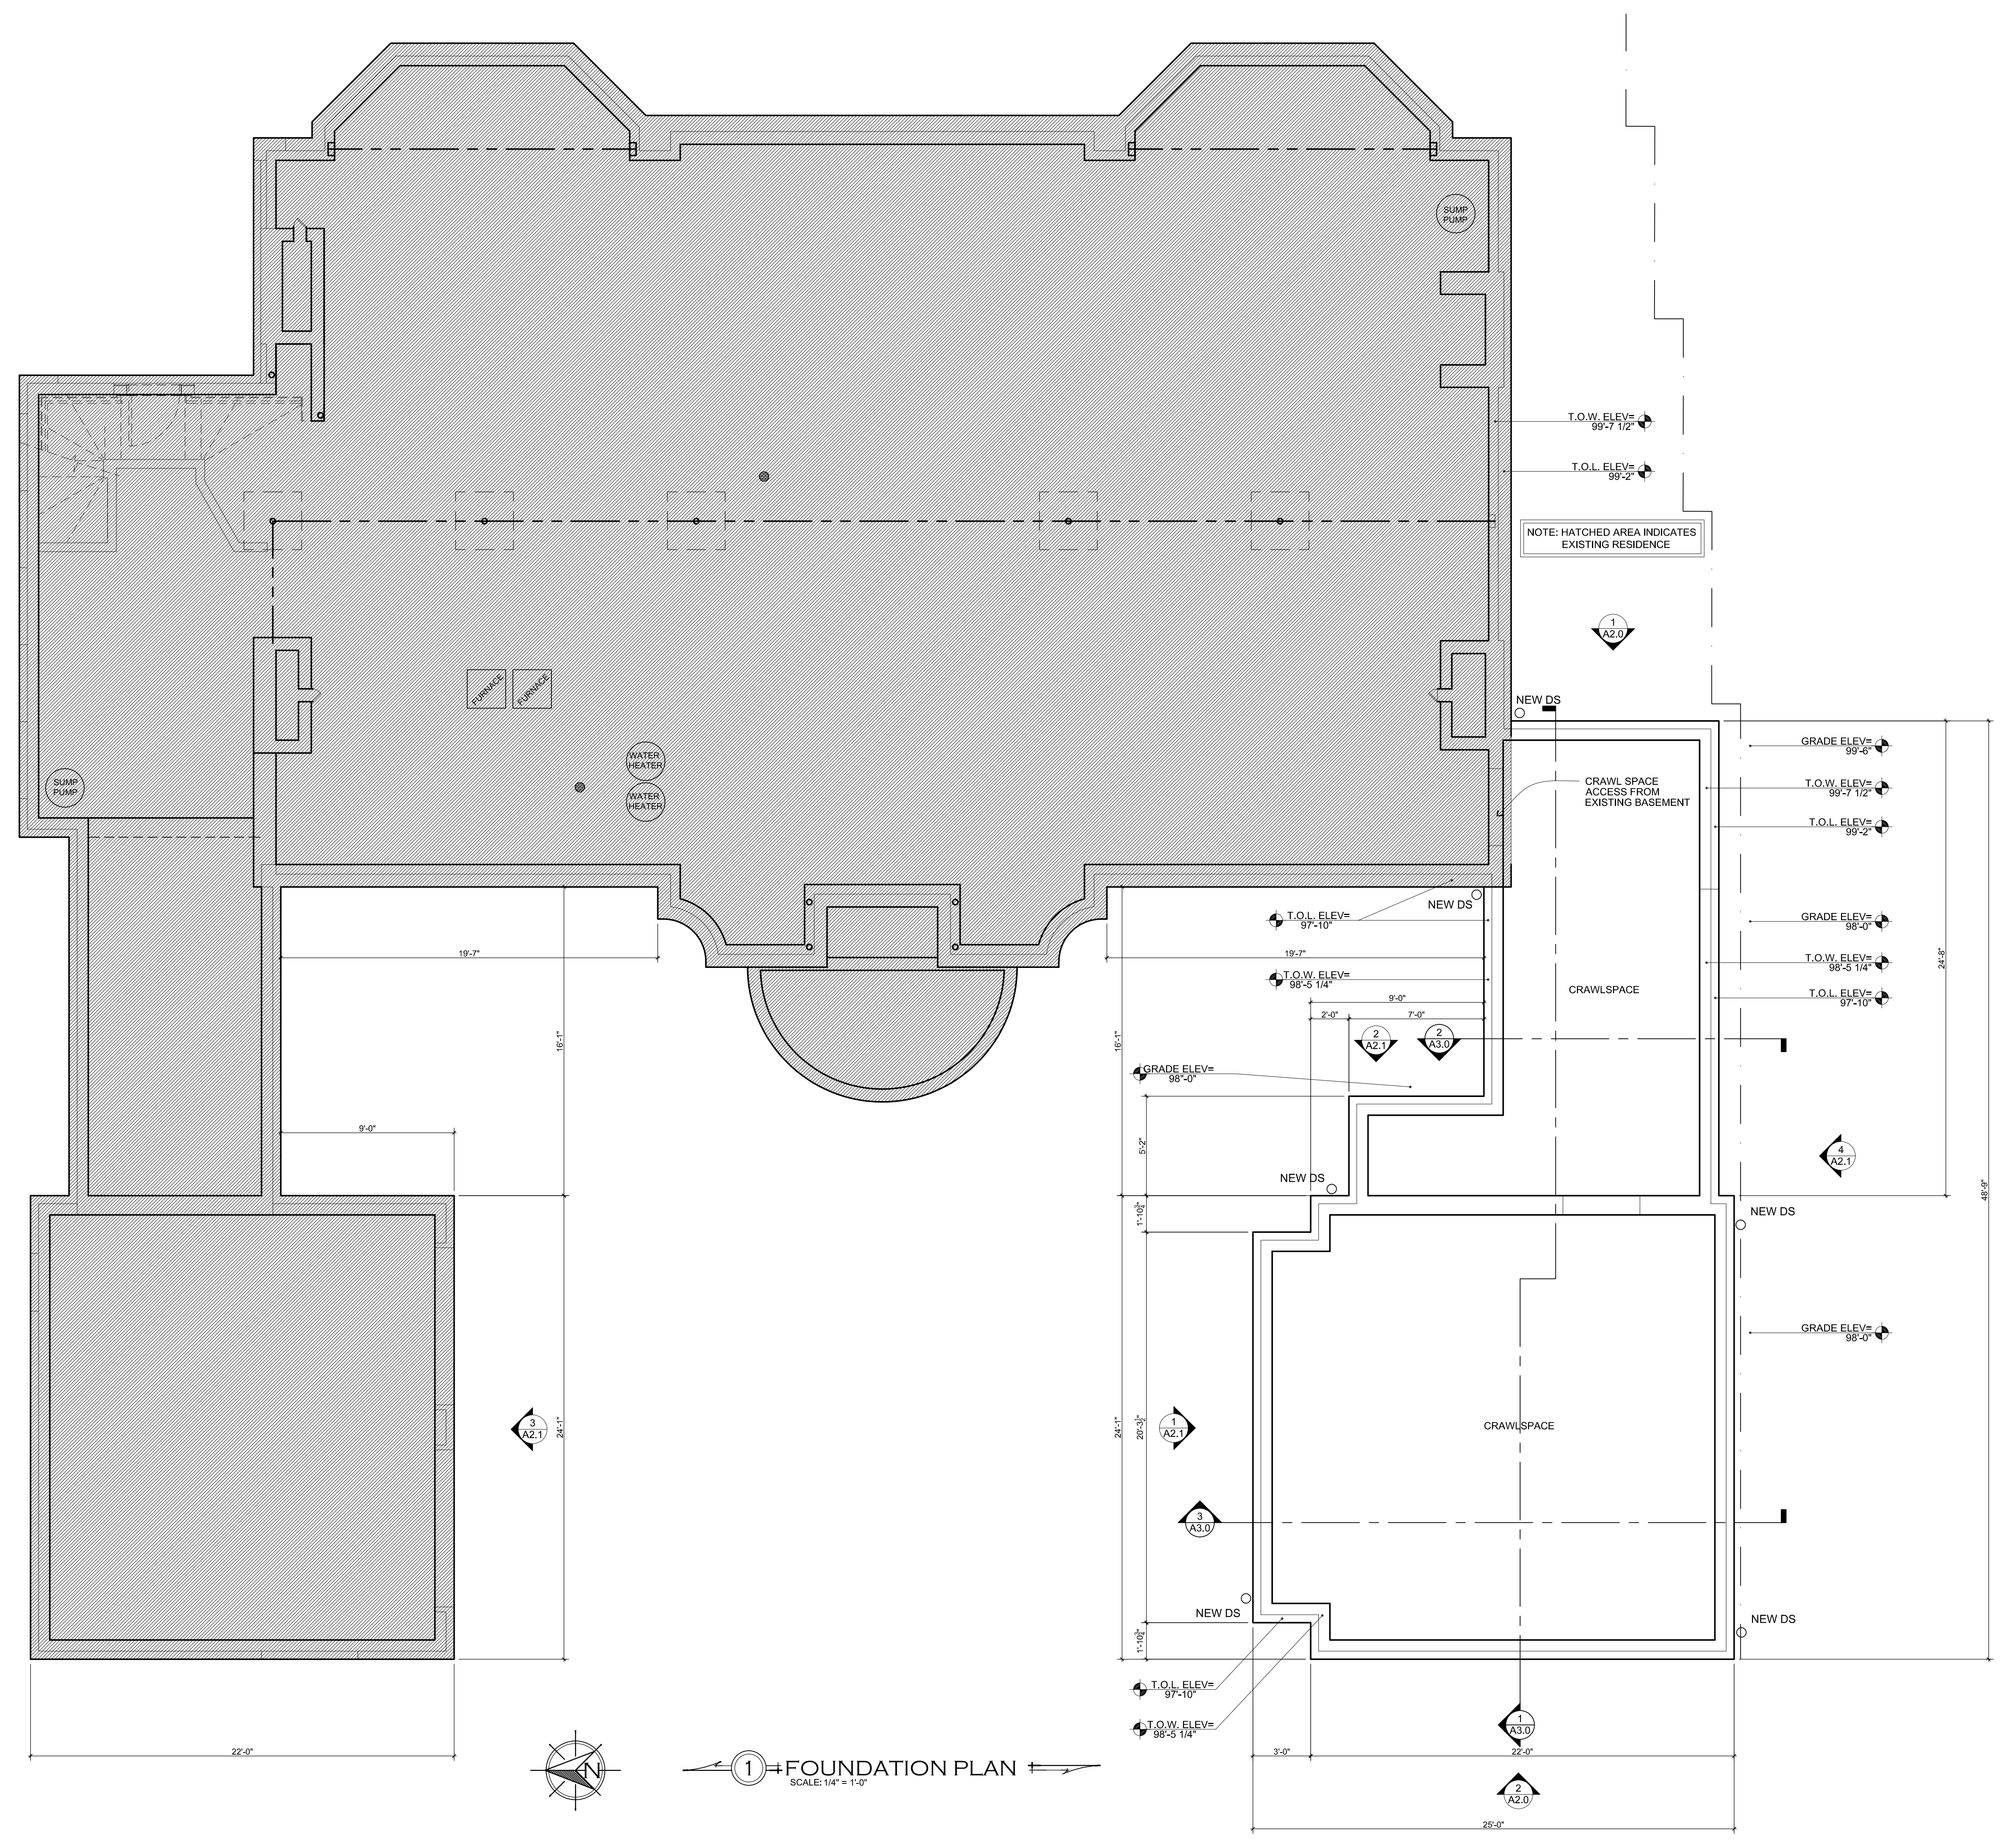 SUMP
PUMP
T.O.W. ELEV=
99'-7 1/2"
T.O.L. ELEV=
99'-2"
NOTE: HATCHED AREA INDICATES
EXISTING RESIDENCE
1
A2.0
FURNACE
FURNACE
NEW DS
GRADE ELEV=
99'-6"
WATER
HEATER
SUMP
PUMP
CRAWL SPACE
ACCESS FROM
EXISTING BASEMENT
T.O.W. ELEV=
99'-7 1/2"
WATER
HEATER
T.O.L. ELEV=
99'-2"
NEW DS
T.O.L. ELEV=
97'-10"
GRADE ELEV=
98'-0"
19'-7"
19'-7"
24'-8"
T.O.W. ELEV=
98'-5 1/4"
T.O.W. ELEV=
98'-5 1/4"
CRAWLSPACE
9'-0"
T.O.L. ELEV=
97'-10"
2'-0"
7'-0"
16'-1"
16'-1"
2
A2.1
2
A3.0
GRADE ELEV=
98"-0"
9'-0"
5'-2"
4
A2.1
NEW DS
48'-9"
1'-10¾"
NEW DS
GRADE ELEV=
98'-0"
3
A2.1
24'-1"
24'-1"
20'-3½"
1
A2.1
CRAWLSPACE
3
A3.0
NEW DS
NEW DS
1'-10¾"
T.O.L. ELEV=
97'-10"
T.O.W. ELEV=
98'-5 1/4"
1
A3.0
22'-0"
3'-0"
22'-0"
N
1
FOUNDATION PLAN
SCALE: 1/4" = 1'-0"
2
A2.0
25'-0"